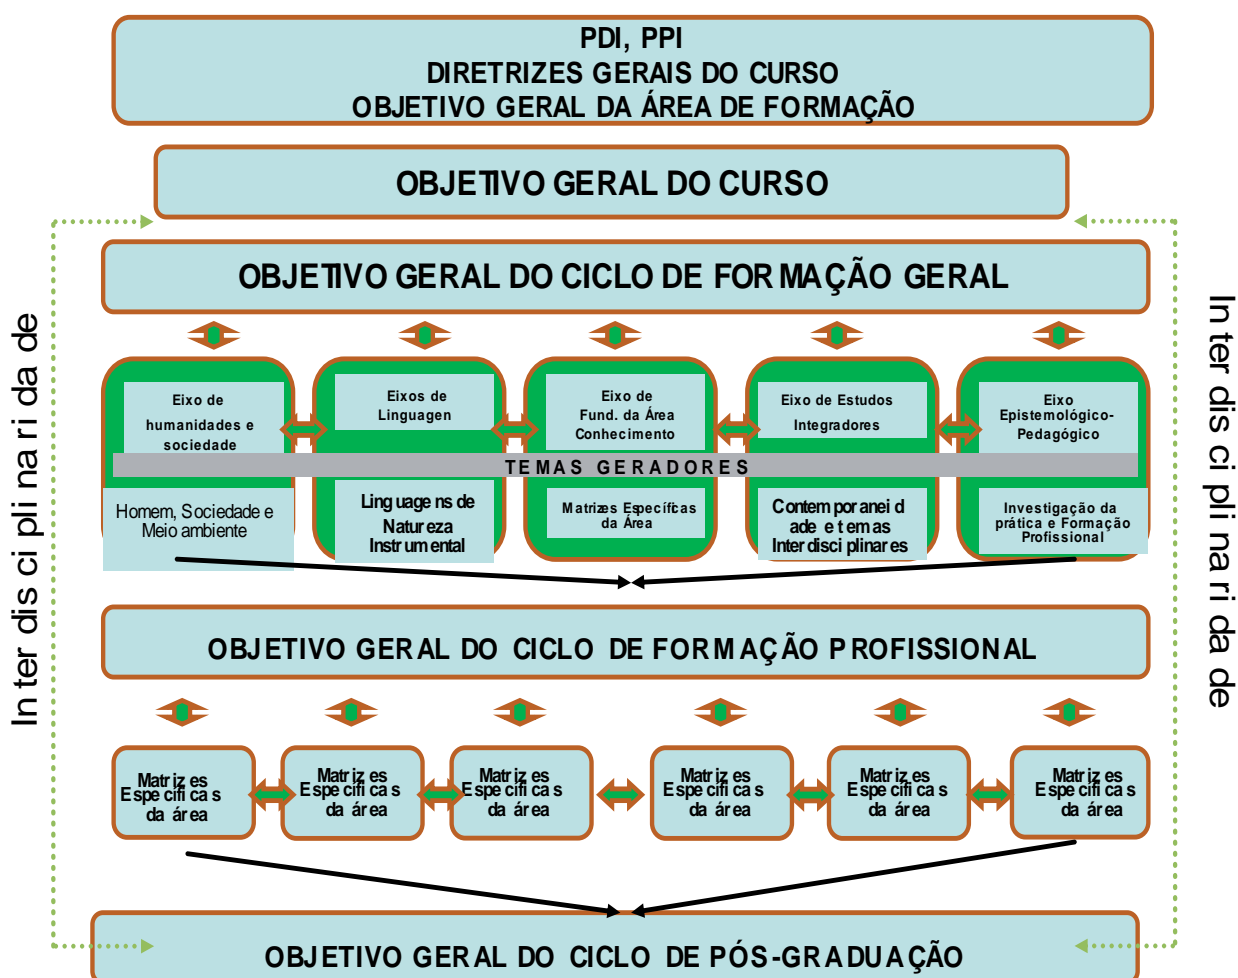 PDI, PPI
DIRETRIZES GERAIS DO CURSO
OBJETIVO GERAL DA ÁREA DE FORMAÇÃO
OBJETIVO GERAL DO CURSO
OBJETIVO GERAL DO CICLO DE FORMAÇÃO GERAL
Interdisciplinaridade
Interdisciplinaridade
Eixo de
humanidades e
sociedade
Eixos de
Linguagen
Eixo de
Fund. da Área
Conhecimento
Eixo de Estudos
Integradores
Eixo
Epistemológico-
Pedagógico
TEMAS GERADORES
Homem, Sociedade e
Meio ambiente
Linguagens de
Natureza
Instrumental
Matrizes Específicas
da Área
Contemporaneid
ade e temas
Interdisciplinares
Investigação da
prática e Formação
Profissional
OBJETIVO GERAL DO CICLO DE FORMAÇÃO PROFISSIONAL
Matrizes
Específicas
da área
Matrizes
Específicas
da área
Matrizes
Específicas
da área
Matrizes
Específicas
da área
Matrizes
Específicas
da área
Matrizes
Específicas
da área
OBJETIVO GERAL DO CICLO DE PÓS-GRADUAÇÃO